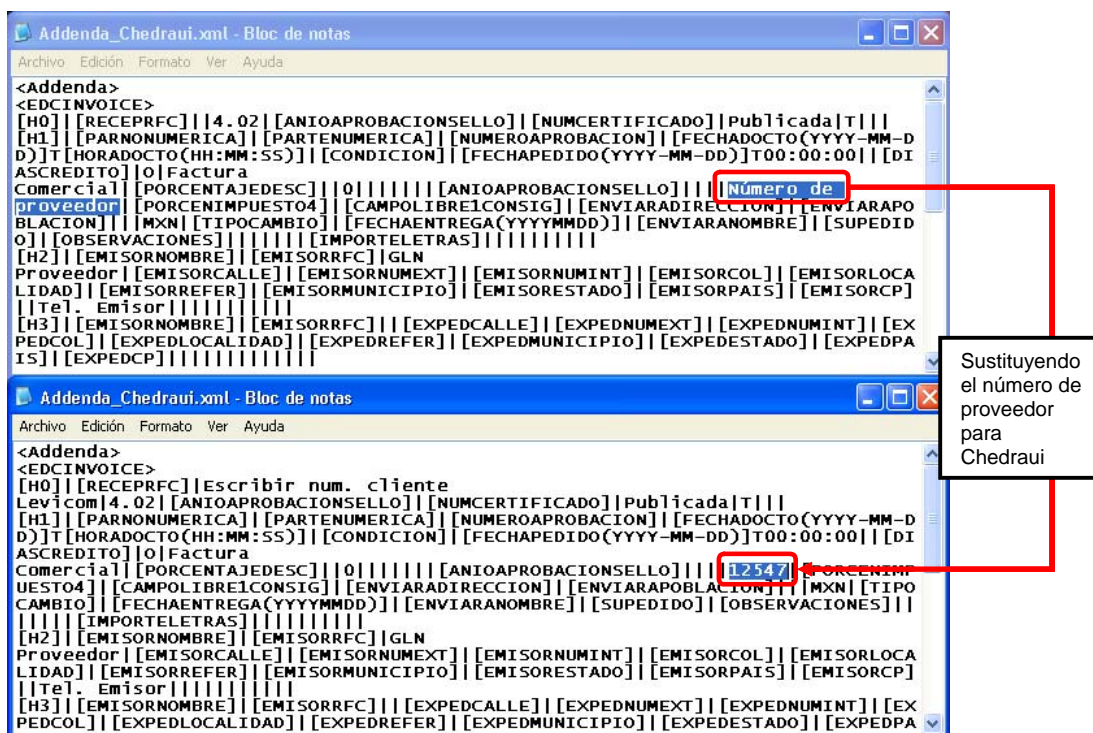 Addenda_Chedraui.xml - Bloc de notas
Archivo Edición Formato Ver Ayuda
<Addenda>
<EDCINVOICE>
[H0]|[RECEPRFC]||4.02|[ANIOAPROBACIONSELLO]|[NUMCERTIFICADO]|Publicada|T|||
[H1]|[PARNONUMERICA]|[PARTENUMERICA]|[NUMEROAPROBACION]|[FECHADOCTO(YYYY-MM-D
D)]T[HORADOCTO(HH:MM:SS)]|[CONDICION]|[FECHAPEDIDO(YYYY-MM-DD)]T00:00:00||[DI
ASCREDITO]|0|Factura
Comercial|[PORCENTAJEDESC]||0|||||||[ANIOAPROBACIONSELLO]|||||Número de
proveedor|[PORCENIMPUESTO4]|[CAMPOLIBRE1CONSIG]|[ENVIARADIRECCION]|[ENVIARAPO
BLACION]|||MXN|[TIPOCAMBIO]|[FECHAENTREGA(YYYYMMDD)]|[ENVIARANOMBRE]|[SUPEDID
O]|[OBSERVACIONES]||||||||[IMPORTELETRAS]||||||||||
[H2]|[EMISORNOMBRE]|[EMISORRFC]|GLN
Proveedor|[EMISORCALLE]|[EMISORNUMEXT]|[EMISORNUMINT]|[EMISORCOL]|[EMISORLOCA
LIDAD]|[EMISORREFER]|[EMISORMUNICIPIO]|[EMISORESTADO]|[EMISORPAIS]|[EMISORCP]
||Tel. Emisor|||||||||||
[H3]|[EMISORNOMBRE]|[EMISORRFC]||[EXPEDCALLE]|[EXPEDNUMEXT]|[EXPEDNUMINT]|[EX
PEDCOL]|[EXPEDLOCALIDAD]|[EXPEDREFER]|[EXPEDMUNICIPIO]|[EXPEDESTADO]|[EXPEDPA
IS]|[EXPEDCP]|||||||||||||
Sustituyendo
el número de
proveedor
para
Chedraui
Addenda_Chedraui.xml - Bloc de notas
Archivo Edición Formato Ver Ayuda
<Addenda>
<EDCINVOICE>
[H0]|[RECEPRFC]|Escribir num. cliente
Levicom|4.02|[ANIOAPROBACIONSELLO]|[NUMCERTIFICADO]|Publicada|T|||
[H1]|[PARNONUMERICA]|[PARTENUMERICA]|[NUMEROAPROBACION]|[FECHADOCTO(YYYY-MM-D
D)]T[HORADOCTO(HH:MM:SS)]|[CONDICION]|[FECHAPEDIDO(YYYY-MM-DD)]T00:00:00||[DI
ASCREDITO]|0|Factura
Comercial|[PORCENTAJEDESC]||0|||||||[ANIOAPROBACIONSELLO]|||||12547|[PORCENIMP
UESTO4]|[CAMPOLIBRE1CONSIG]|[ENVIARADIRECCION]|[ENVIARAPOBLACION]|||MXN|[TIPO
CAMBIO]|[FECHAENTREGA(YYYYMMDD)]|[ENVIARANOMBRE]|[SUPEDIDO]|[OBSERVACIONES]||
||||||[IMPORTELETRAS]||||||||||
[H2]|[EMISORNOMBRE]|[EMISORRFC]|GLN
Proveedor|[EMISORCALLE]|[EMISORNUMEXT]|[EMISORNUMINT]|[EMISORCOL]|[EMISORLOCA
LIDAD]|[EMISORREFER]|[EMISORMUNICIPIO]|[EMISORESTADO]|[EMISORPAIS]|[EMISORCP]
||Tel. Emisor|||||||||||
[H3]|[EMISORNOMBRE]|[EMISORRFC]||[EXPEDCALLE]|[EXPEDNUMEXT]|[EXPEDNUMINT]|[EX
PEDCOL]|[EXPEDLOCALIDAD]|[EXPEDREFER]|[EXPEDMUNICIPIO]|[EXPEDESTADO]|[EXPEDPA